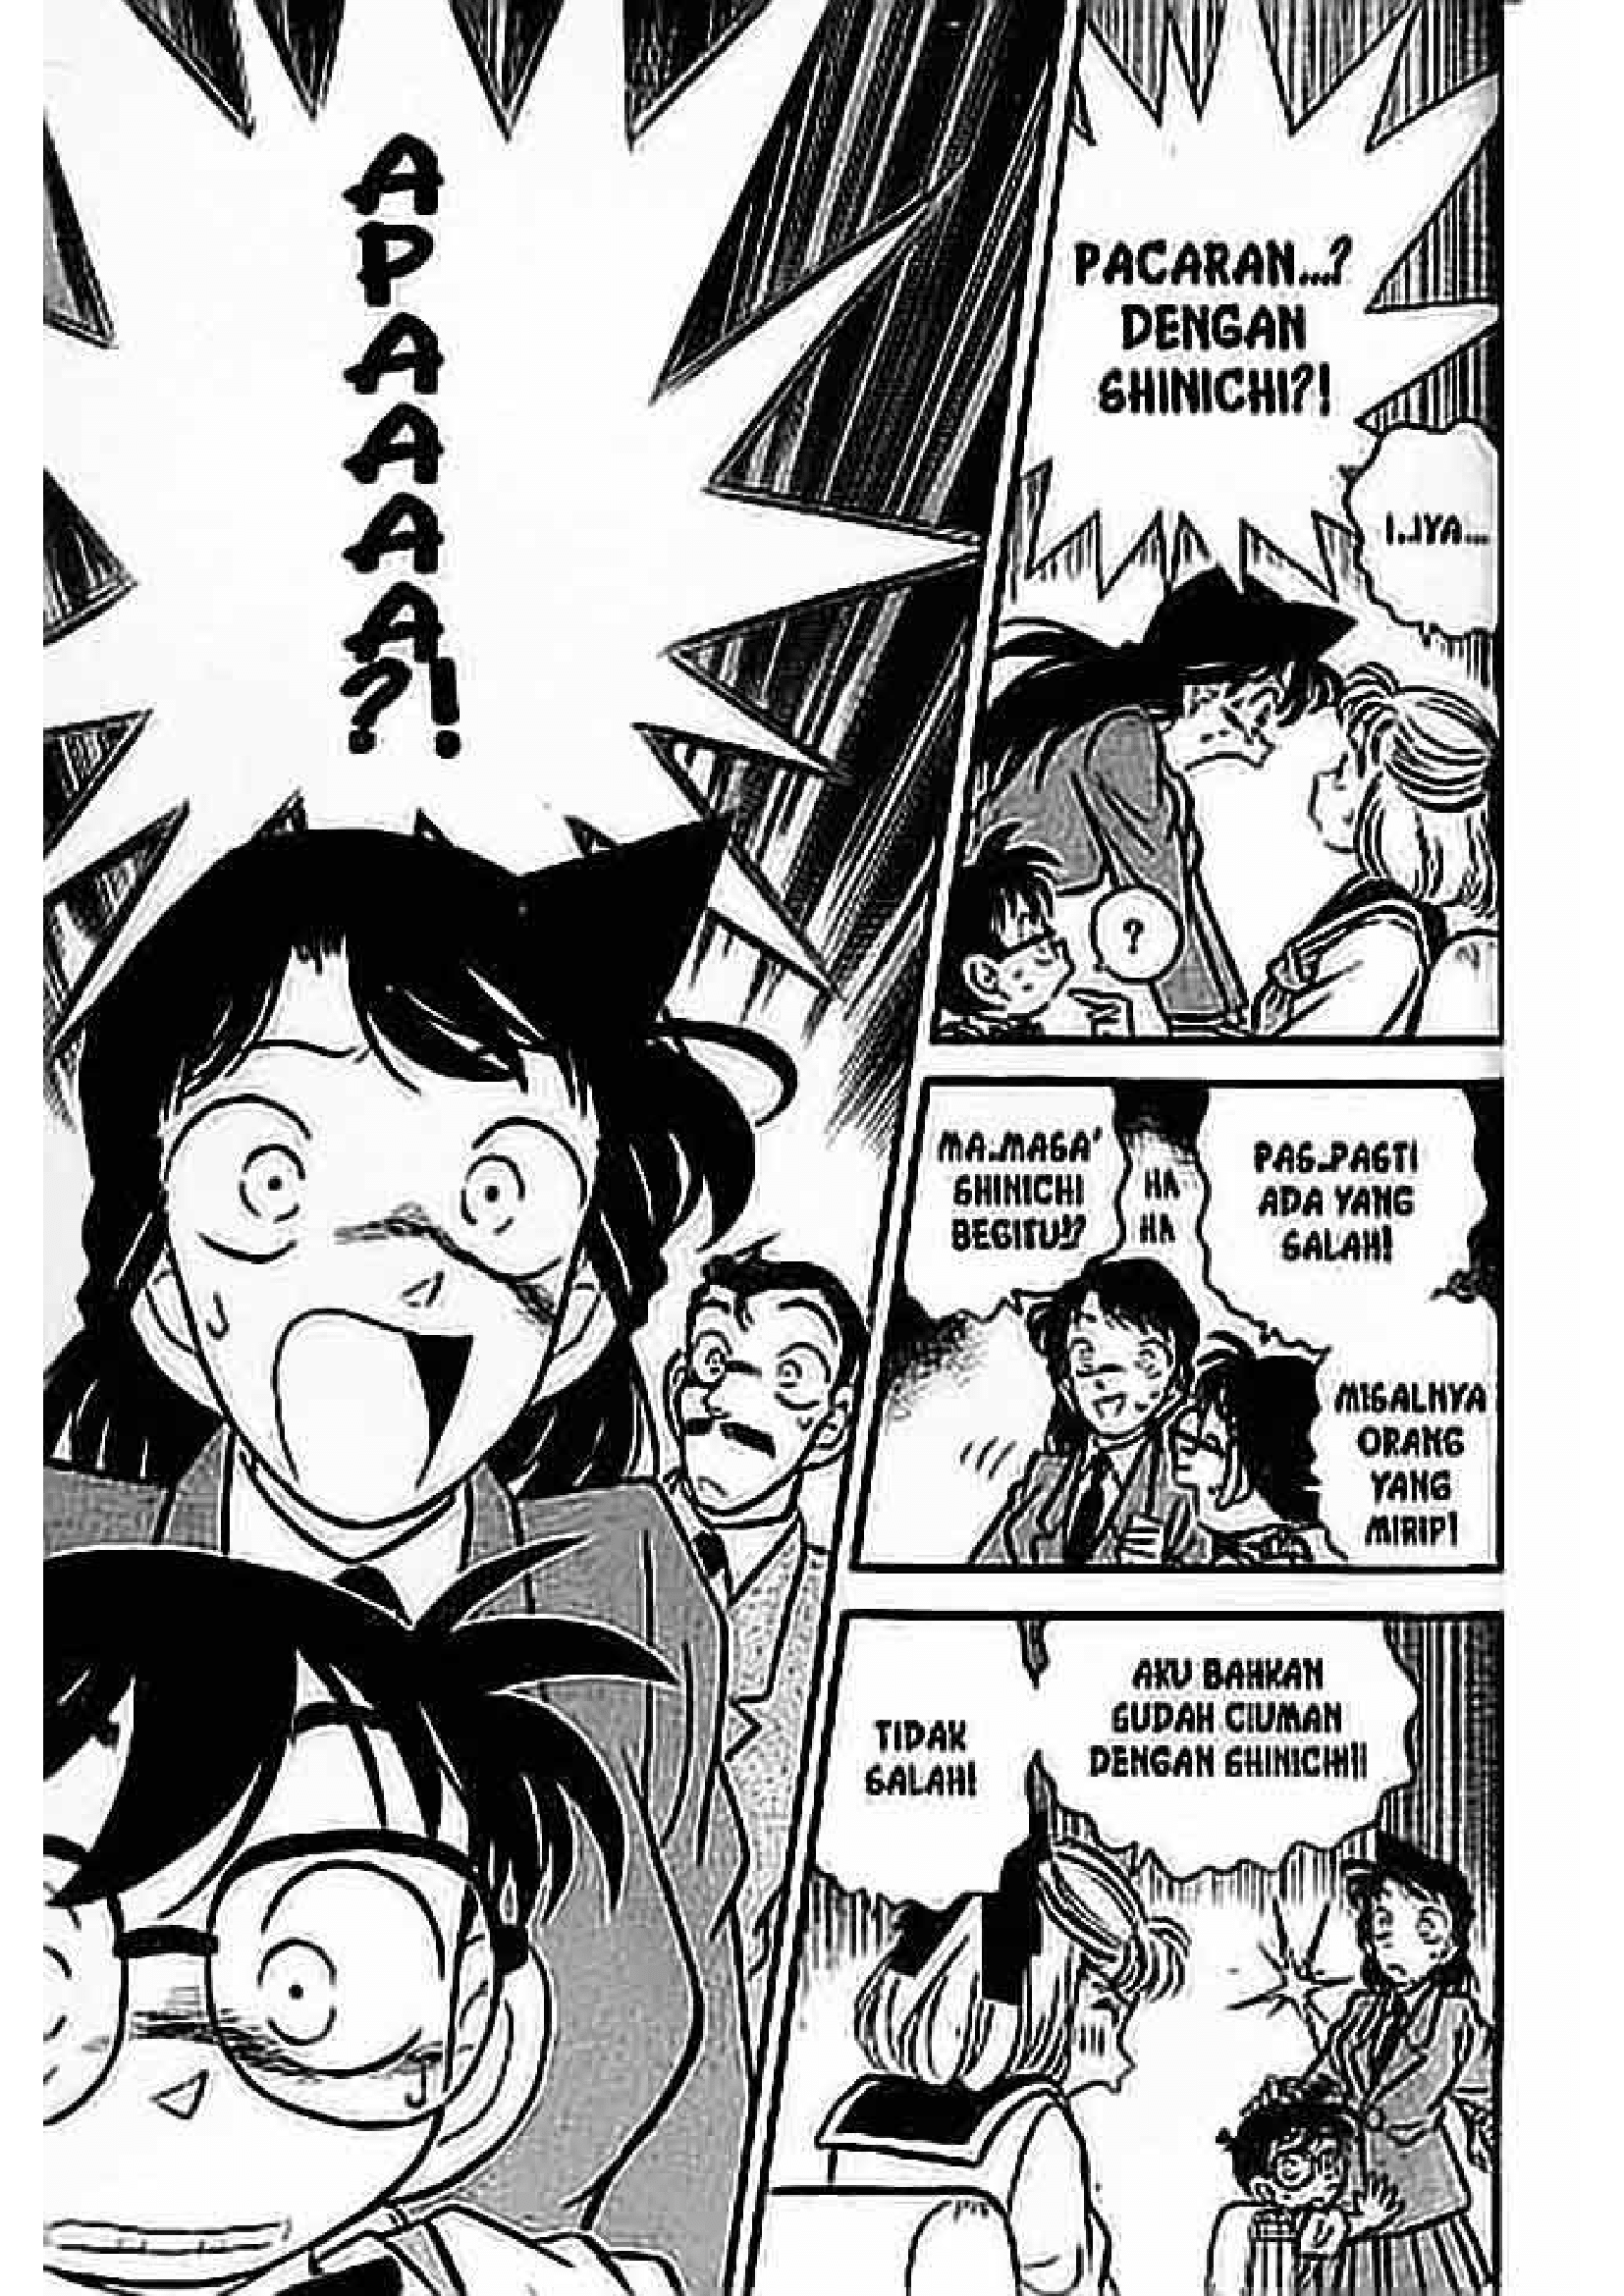 PACARAN...?
DENGAN
SHINICHI?!
I..IYA...
?
PAS..PASTI
ADA YANG
SALAH!
MISALNYA
ORANG
YANG
MIRIP!
HA
HA
MA..MASA'
SHINICHI
BEGITU!?
AKU BAHKAN
SUDAH CIUMAN
DENGAN SHINICHI!!
TIDAK
SALAH!
A
P
A
A
A
A
?!